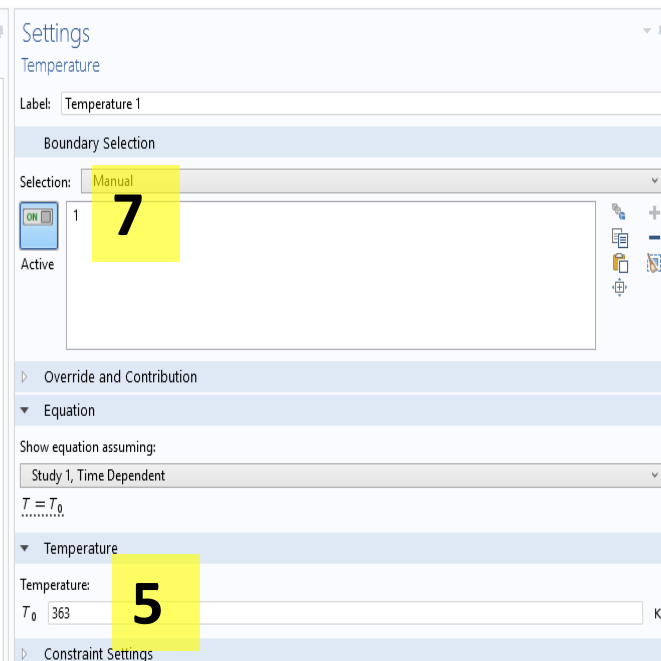 Settings
Temperature
Label: Temperature 1
Boundary Selection
Selection: Manual
7
ON 1
Active
Override and Contribution
Equation
Show equation assuming:
Study 1, Time Dependent
T = T₀
Temperature
Temperature:
5
T₀ 363 K
Constraint Settings